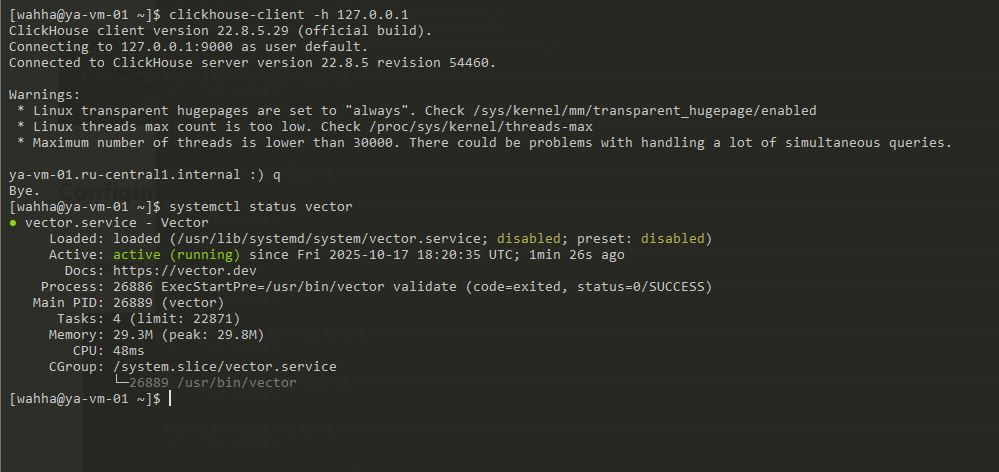 [wahha@ya-vm-01 ~]$ clickhouse-client -h 127.0.0.1
ClickHouse client version 22.8.5.29 (official build).
Connecting to 127.0.0.1:9000 as user default.
Connected to ClickHouse server version 22.8.5 revision 54460.

Warnings:
 * Linux transparent hugepages are set to "always". Check /sys/kernel/mm/transparent_hugepage/enabled
 * Linux threads max count is too low. Check /proc/sys/kernel/threads-max
 * Maximum number of threads is lower than 30000. There could be problems with handling a lot of simultaneous queries.

ya-vm-01.ru-central1.internal :) q
Bye.
[wahha@ya-vm-01 ~]$ systemctl status vector
● vector.service - Vector
     Loaded: loaded (/usr/lib/systemd/system/vector.service; disabled; preset: disabled)
     Active: active (running) since Fri 2025-10-17 18:20:35 UTC; 1min 26s ago
       Docs: https://vector.dev
    Process: 26886 ExecStartPre=/usr/bin/vector validate (code=exited, status=0/SUCCESS)
   Main PID: 26889 (vector)
      Tasks: 4 (limit: 22871)
     Memory: 29.3M (peak: 29.8M)
        CPU: 48ms
     CGroup: /system.slice/vector.service
             └─26889 /usr/bin/vector
[wahha@ya-vm-01 ~]$